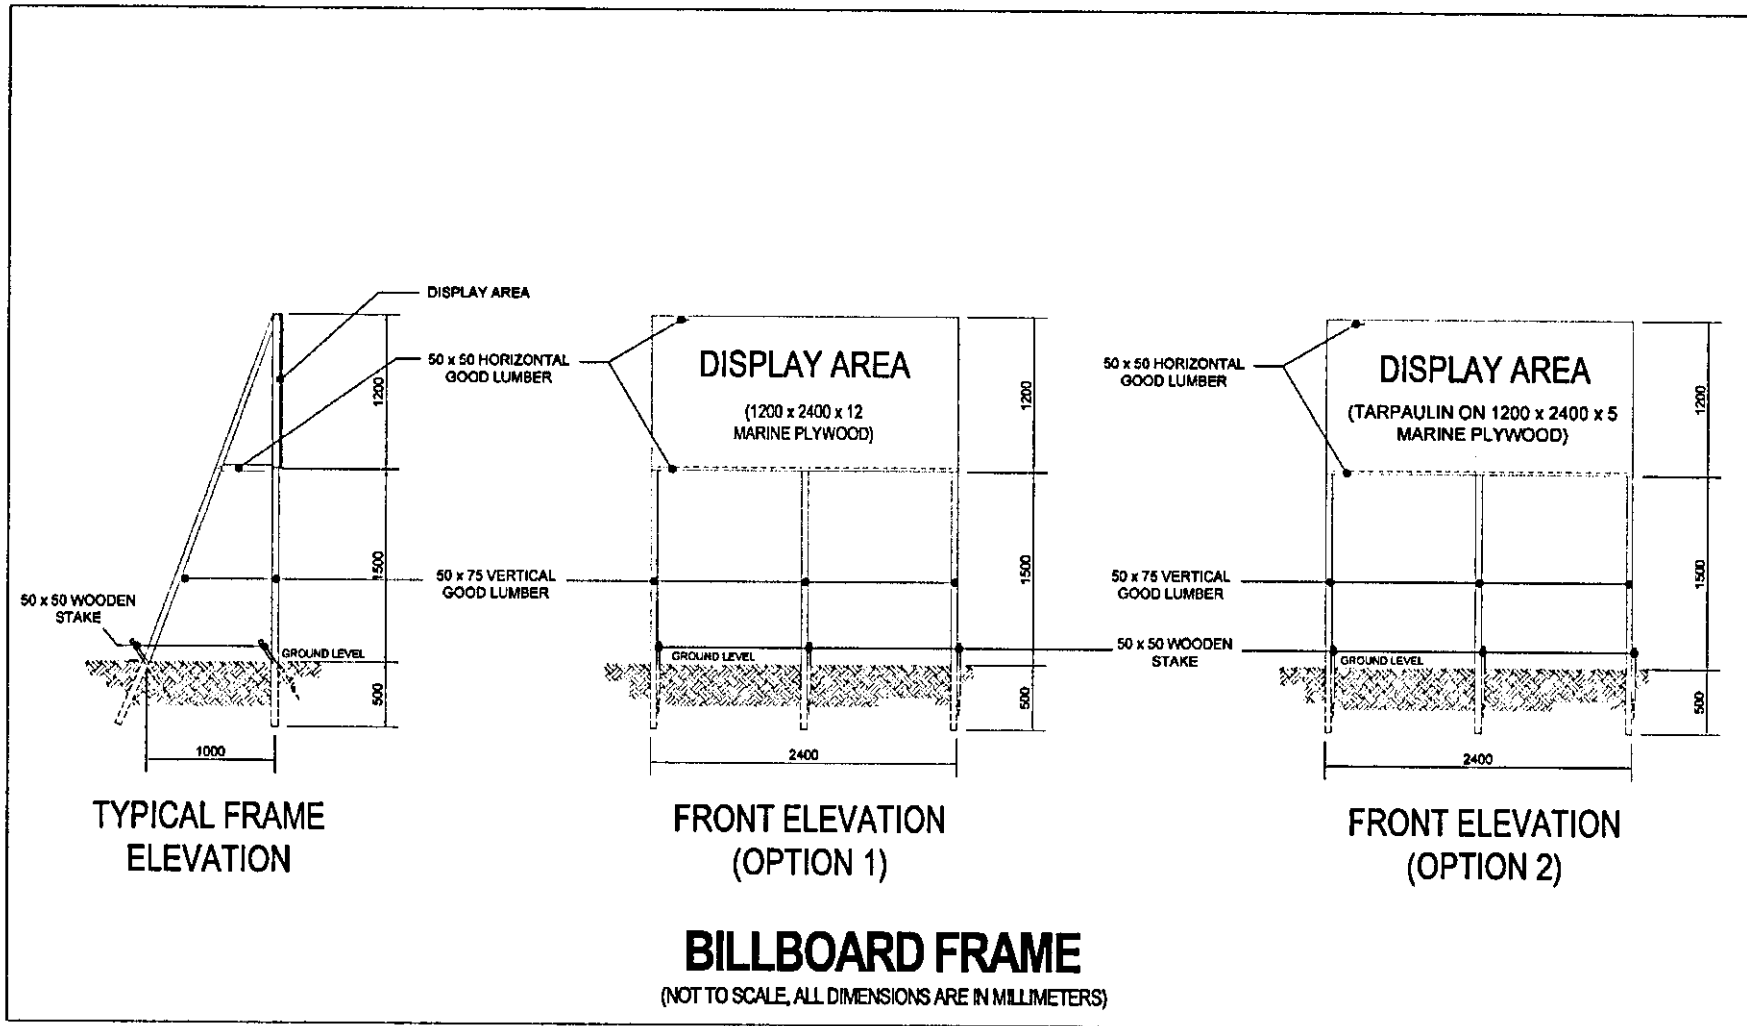 DISPLAY AREA
50 x 50 HORIZONTAL
GOOD LUMBER
1200
1500
50 x 75 VERTICAL
GOOD LUMBER
50 x 50 WOODEN
STAKE
GROUND LEVEL
500
1000
TYPICAL FRAME
ELEVATION
DISPLAY AREA
(1200 x 2400 x 12
MARINE PLYWOOD)
1200
1500
GROUND LEVEL
500
2400
FRONT ELEVATION
(OPTION 1)
50 x 50 HORIZONTAL
GOOD LUMBER
DISPLAY AREA
(TARPAULIN ON 1200 x 2400 x 5
MARINE PLYWOOD)
1200
1500
50 x 75 VERTICAL
GOOD LUMBER
50 x 50 WOODEN
STAKE
GROUND LEVEL
500
2400
FRONT ELEVATION
(OPTION 2)
BILLBOARD FRAME
(NOT TO SCALE, ALL DIMENSIONS ARE IN MILLIMETERS)